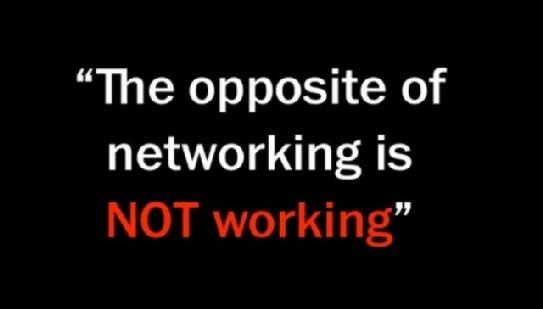 “The opposite of
networking is
NOT working”